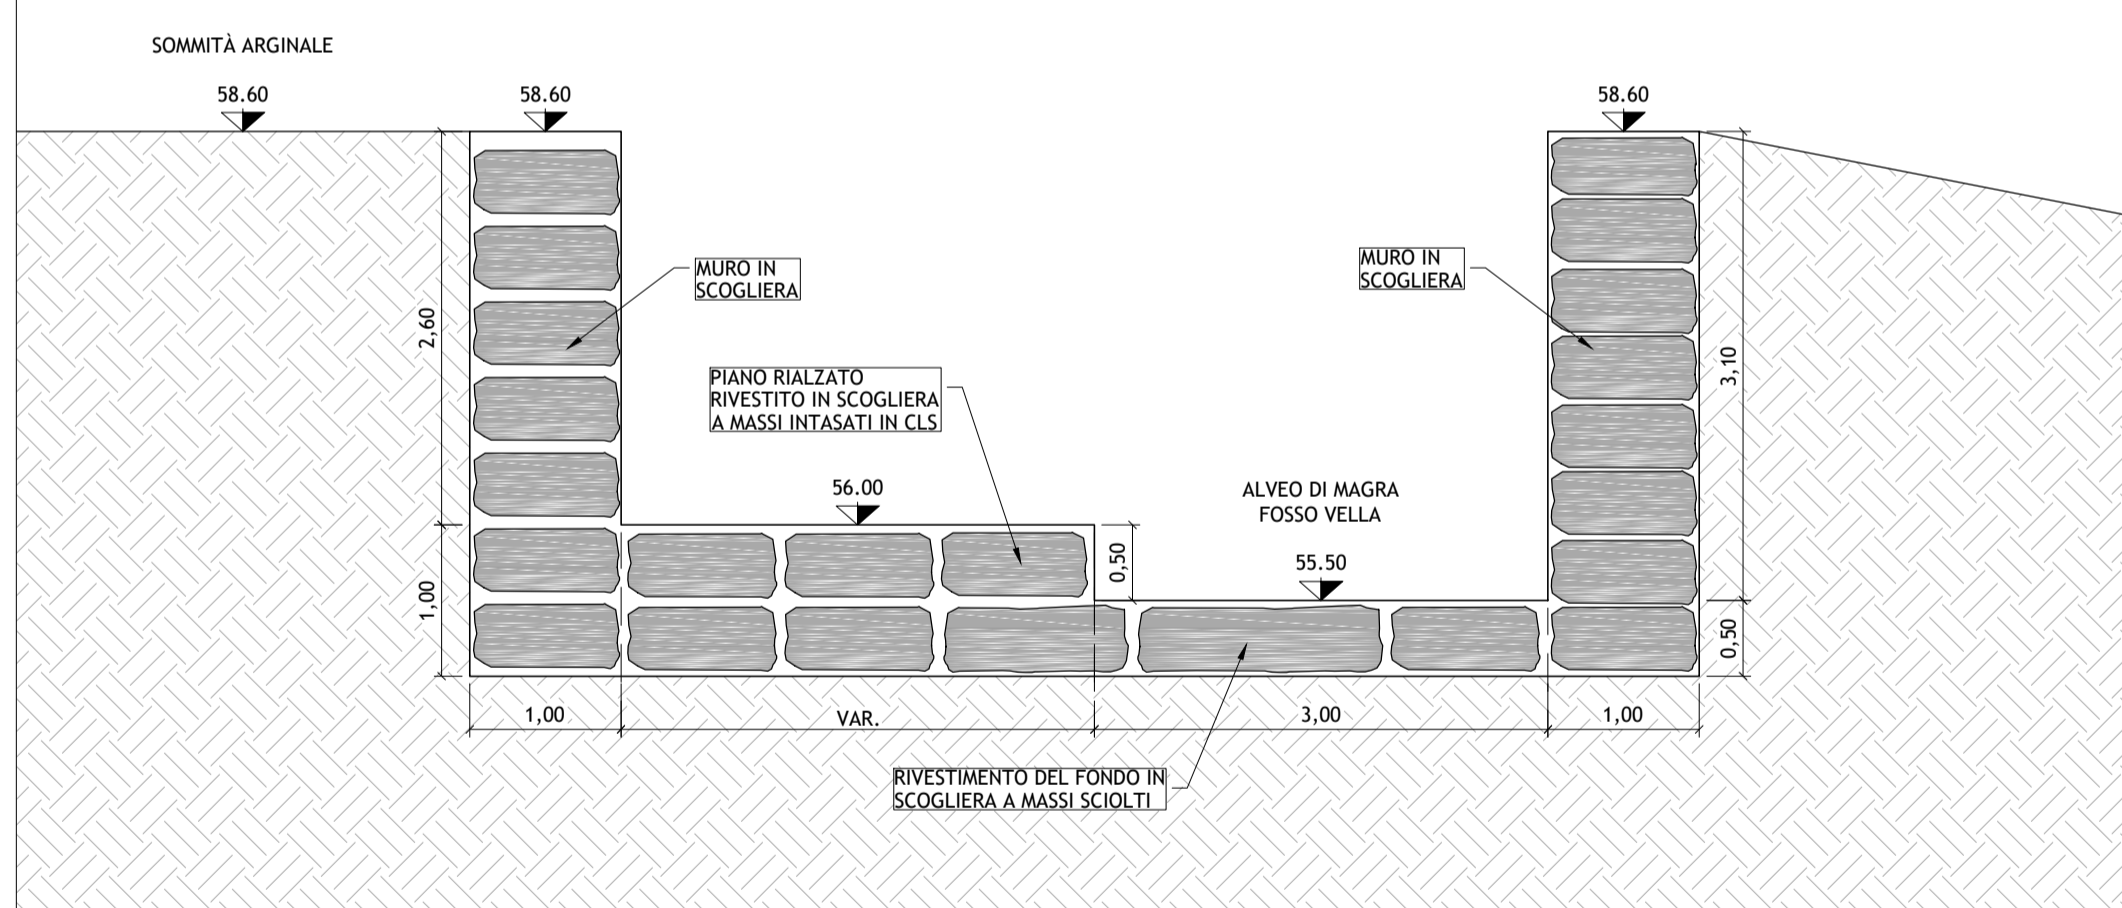 SOMMITÀ ARGINALE
58.60
58.60
58.60
MURO IN
SCOGLIERA
MURO IN
SCOGLIERA
2,60
3,10
PIANO RIALZATO
RIVESTITO IN SCOGLIERA
A MASSI INTASATI IN CLS
56.00
ALVEO DI MAGRA
FOSSO VELLA
55.50
0,50
1,00
0,50
1,00
VAR.
3,00
1,00
RIVESTIMENTO DEL FONDO IN
SCOGLIERA A MASSI SCIOLTI